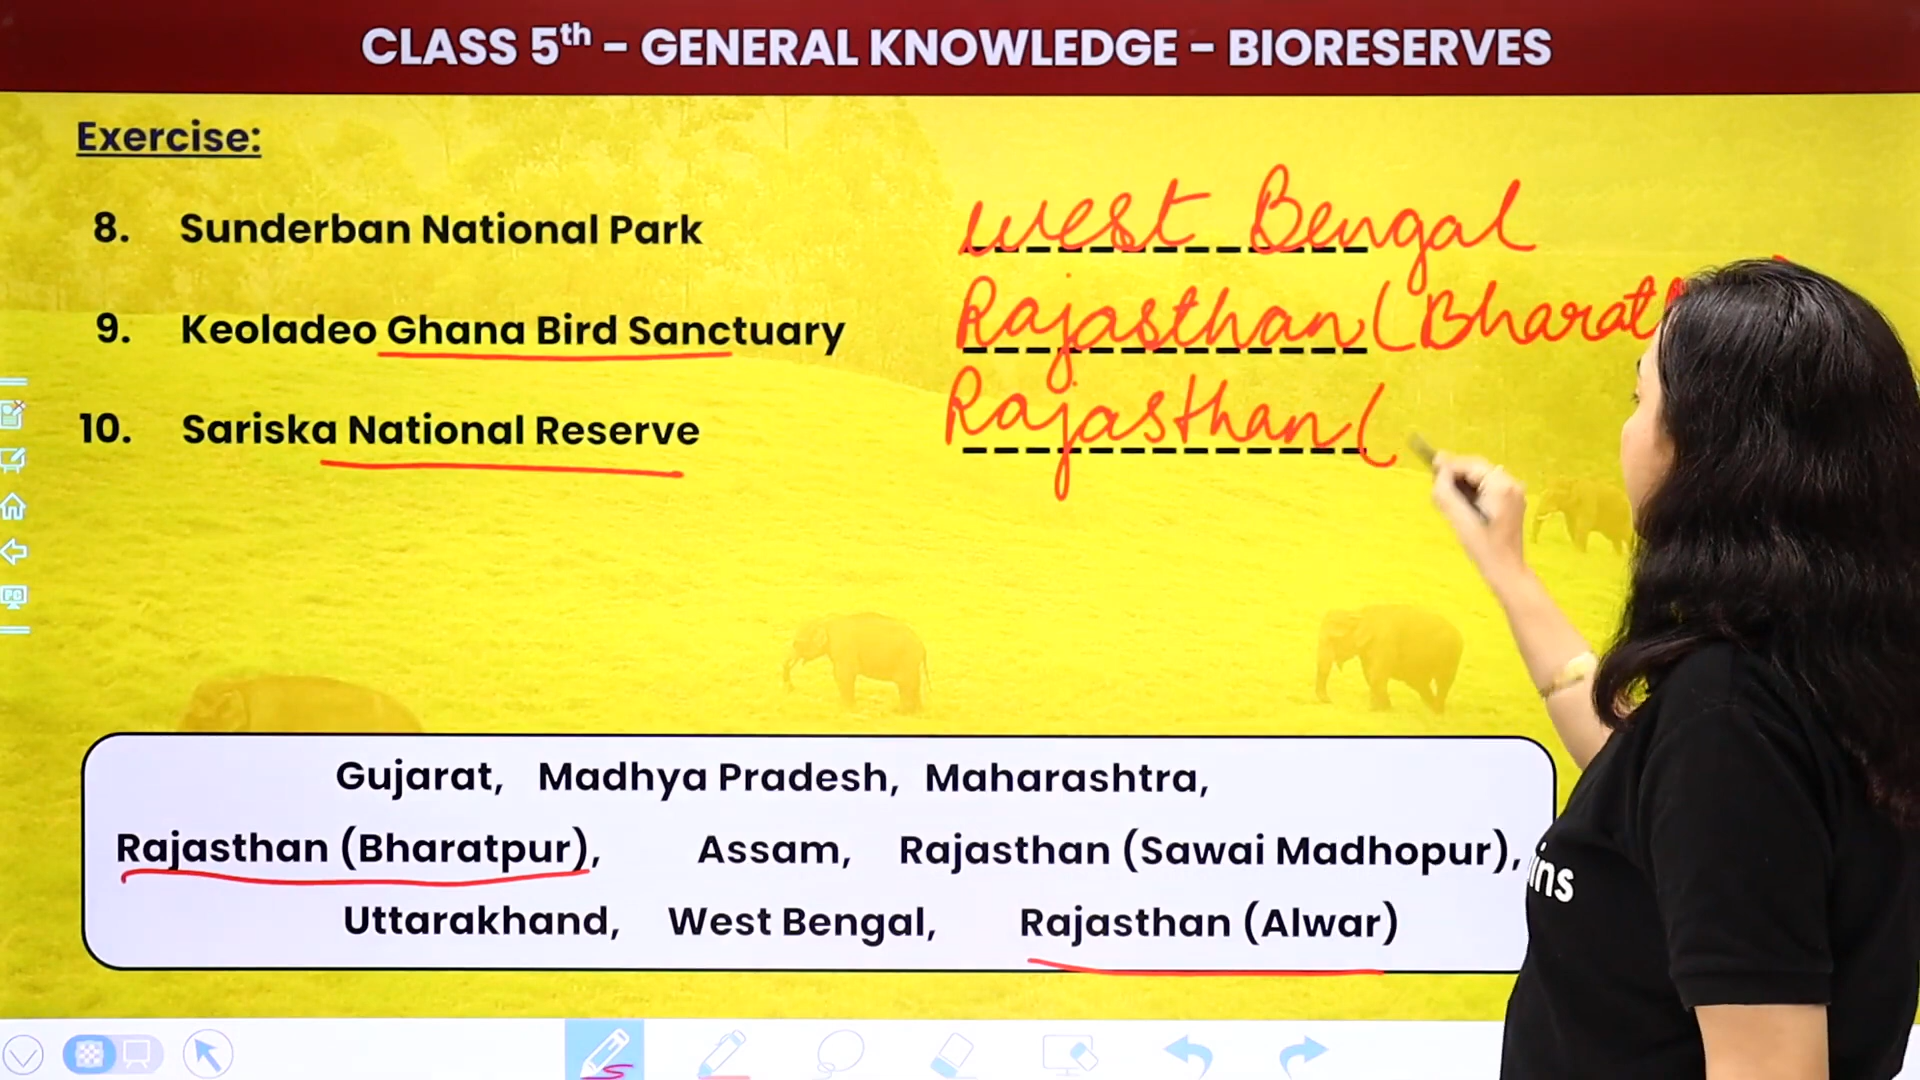 CLASS 5th – GENERAL KNOWLEDGE – BIORESERVES
Exercise:
8. Sunderban National Park West Bengal
9. Keoladeo Ghana Bird Sanctuary Rajasthan (Bharat
10. Sariska National Reserve Rajasthan (
Gujarat, Madhya Pradesh, Maharashtra,
Rajasthan (Bharatpur), Assam, Rajasthan (Sawai Madhopur),
Uttarakhand, West Bengal, Rajasthan (Alwar)
ins